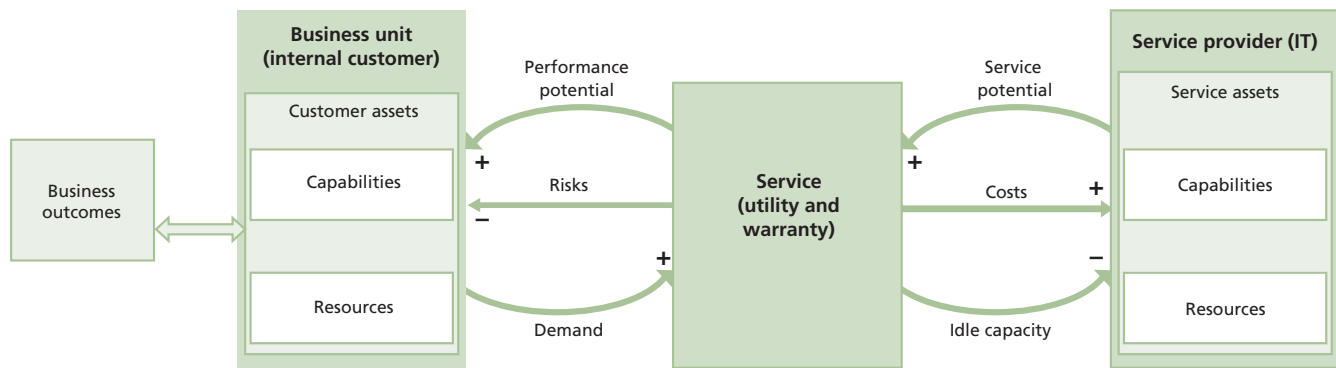 Business unit
(internal customer)
Customer assets
Capabilities
Resources
Business
outcomes
Performance
potential
+
Risks
–
+
Demand
Service
(utility and
warranty)
Service
potential
+
Costs
+
–
Idle capacity
Service provider (IT)
Service assets
Capabilities
Resources